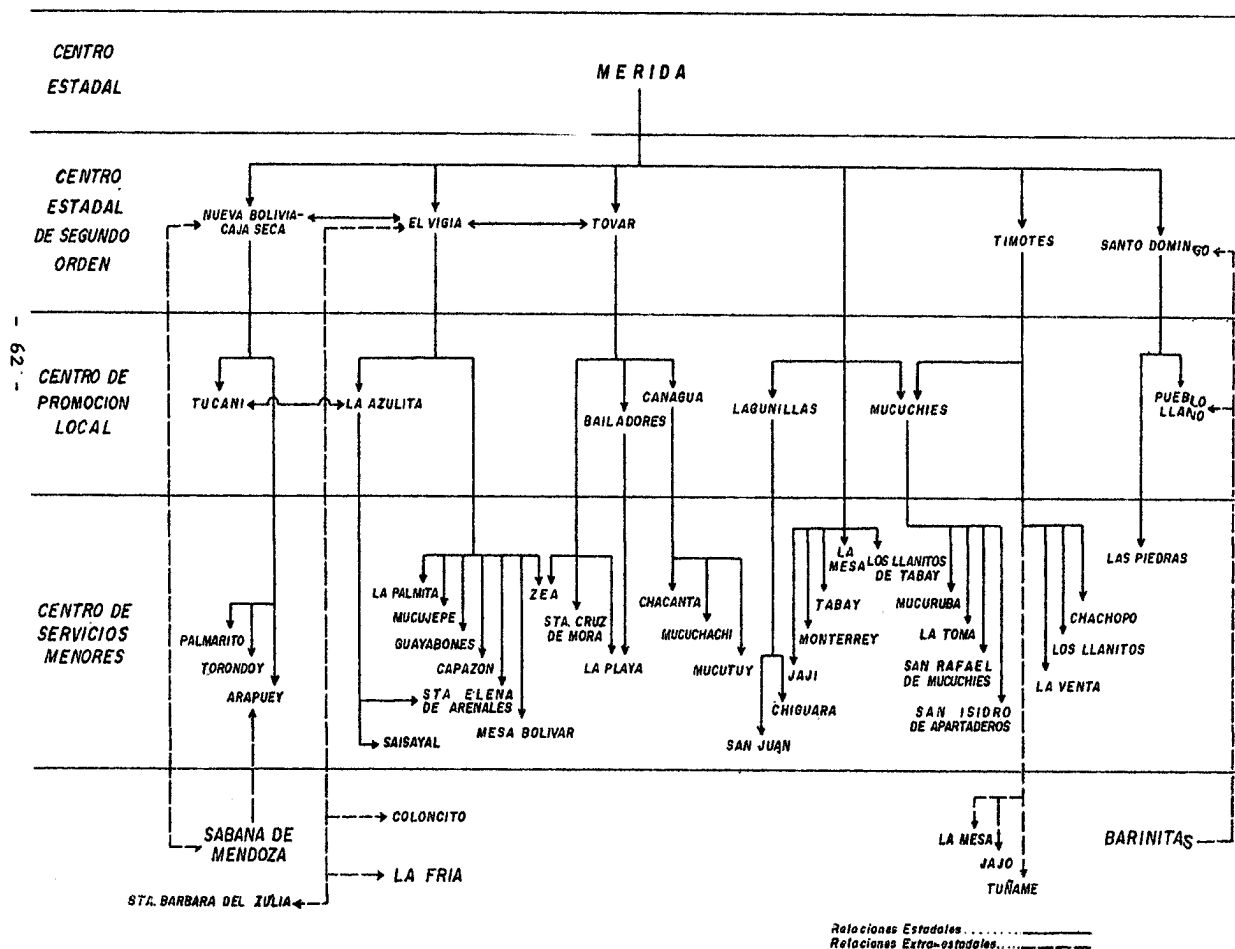 CENTRO
ESTADAL
MERIDA
CENTRO
ESTADAL
DE SEGUNDO
ORDEN
NUEVA BOLIVIA-
CAJA SECA
EL VIGIA
TOVAR
TIMOTES
SANTO DOMINGO
- 62 -
CENTRO DE
PROMOCION
LOCAL
TUCANI
LA AZULITA
BAILADORES
CANAGUA
LAGUNILLAS
MUCUCHIES
PUEBLO
LLANO
CENTRO DE
SERVICIOS
MENORES
PALMARITO
TORONDOY
ARAPUEY
LA PALMITA
MUCUJEPE
GUAYABONES
CAPAZON
STA ELENA
DE ARENALES
MESA BOLIVAR
SAISAYAL
ZEA
STA. CRUZ
DE MORA
LA PLAYA
CHACANTA
MUCUCHACHI
MUCUTUY
LA
MESA
LOS LLANITOS
DE TABAY
TABAY
MONTERREY
JAJI
CHIGUARA
SAN JUAN
MUCURUBA
LA TOMA
SAN RAFAEL
DE MUCUCHIES
SAN ISIDRO
DE APARTADEROS
CHACHOPO
LOS LLANITOS
LA VENTA
LAS PIEDRAS
SABANA DE
MENDOZA
COLONCITO
LA FRIA
STA. BARBARA DEL ZULIA
LA MESA
JAJO
TUÑAME
BARINITAS
Relaciones Estadales
Relaciones Extra-estadales